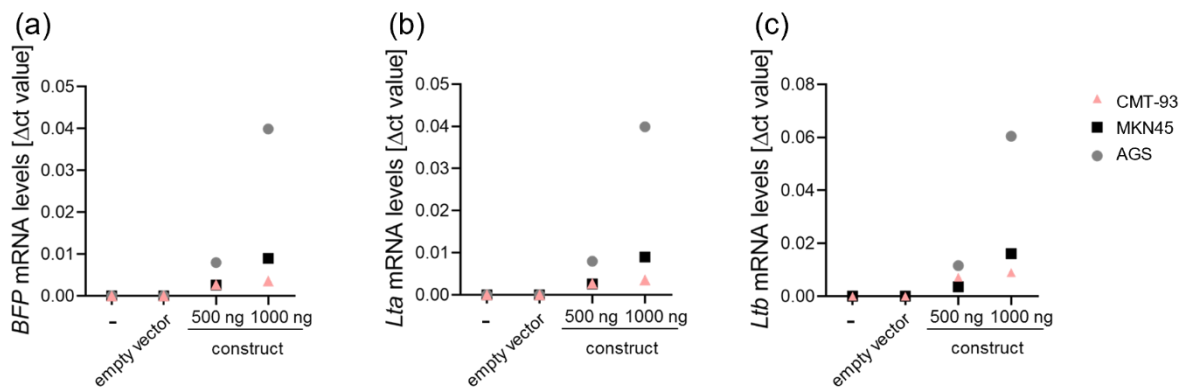 (a)
BFP mRNA levels [Δct value]
0.05
0.04
0.03
0.02
0.01
0.00
-
empty vector
500 ng 1000 ng
construct
(b)
Lta mRNA levels [Δct value]
0.05
0.04
0.03
0.02
0.01
0.00
-
empty vector
500 ng 1000 ng
construct
(c)
Ltb mRNA levels [Δct value]
0.08
0.06
0.04
0.02
0.00
-
empty vector
500 ng 1000 ng
construct
CMT-93
MKN45
AGS